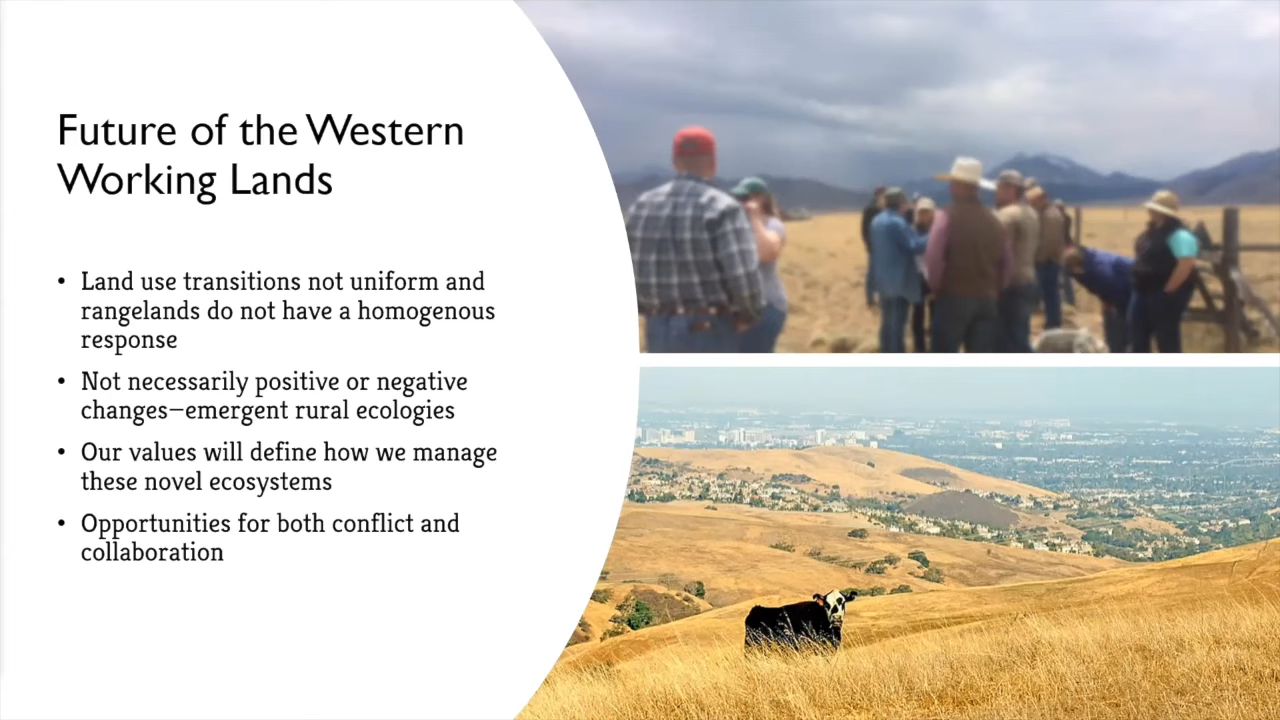 Future of the Western
Working Lands
• Land use transitions not uniform and
rangelands do not have a homogenous
response
• Not necessarily positive or negative
changes—emergent rural ecologies
• Our values will define how we manage
these novel ecosystems
• Opportunities for both conflict and
collaboration